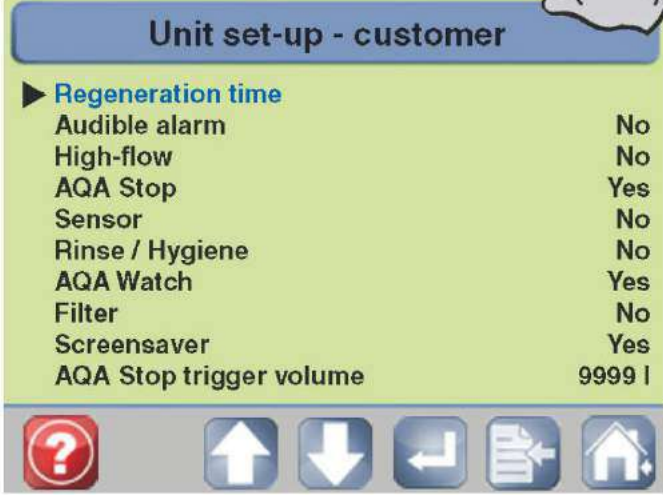 Unit set-up - customer
Regeneration time
Audible alarm No
High-flow No
AQA Stop Yes
Sensor No
Rinse / Hygiene No
AQA Watch Yes
Filter No
Screensaver Yes
AQA Stop trigger volume 9999 l
?